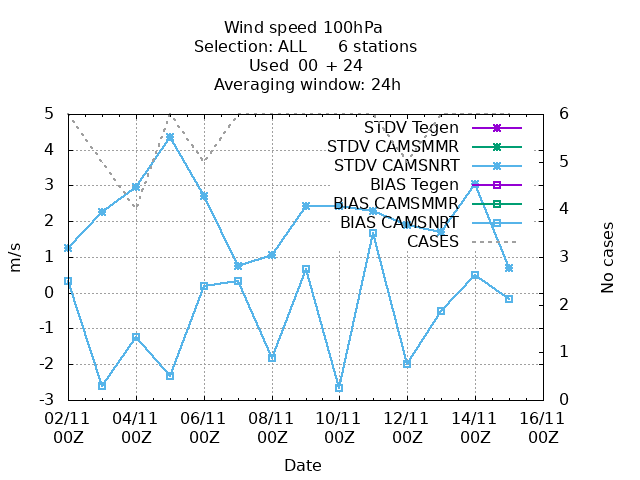 Wind speed 100hPa
Selection: ALL 6 stations
Used 00 + 24
Averaging window: 24h
5
4
3
2
1
0
-1
-2
-3
m/s
STDV Tegen
STDV CAMSMMR
STDV CAMSNRT
BIAS Tegen
BIAS CAMSMMR
BIAS CAMSNRT
CASES
6
5
4
3
2
1
0
No cases
02/11 04/11 06/11 08/11 10/11 12/11 14/11 16/11
00Z 00Z 00Z 00Z 00Z 00Z 00Z 00Z
Date